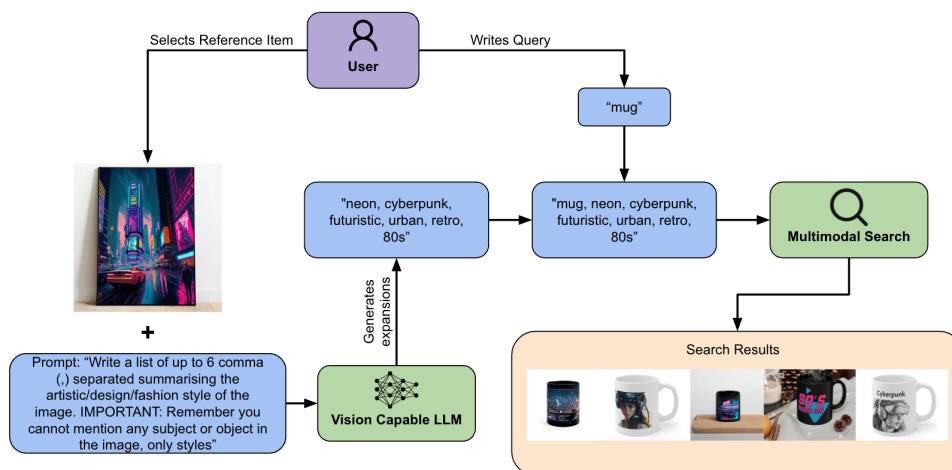 Selects Reference Item
Writes Query
User
“mug”
"neon, cyberpunk,
futuristic, urban, retro,
80s”
"mug, neon, cyberpunk,
futuristic, urban, retro,
80s”
Multimodal Search
Generates
expansions
+
Prompt: “Write a list of up to 6 comma
(,) separated summarising the
artistic/design/fashion style of
the image. IMPORTANT: Remember you
cannot mention any subject or object
in the image, only styles”
Vision Capable LLM
Search Results
80'S
Cyberpunk